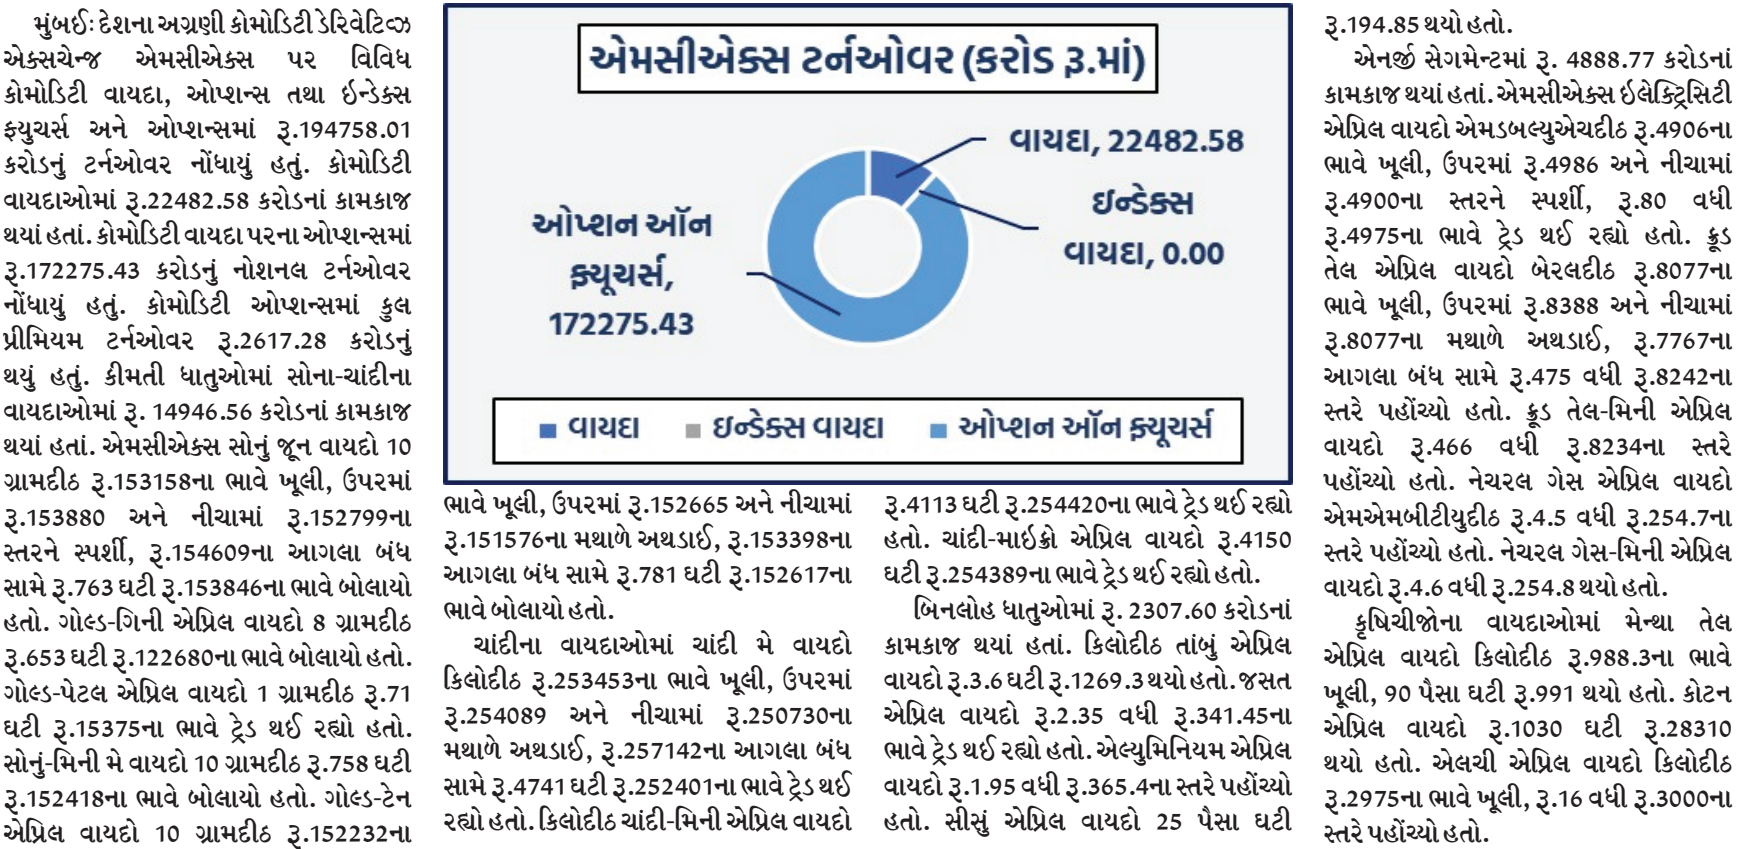 મુંબઈઃ દેશના અગ્રણી કોમોડિટી ડેરિવેટિવ્ઝ
એક્સચેન્જ એમસીએક્સ પર વિવિધ
કોમોડિટી વાયદા, ઓપ્શન્સ તથા ઇન્ડેક્સ
ફ્યુચર્સ અને ઓપ્શન્સમાં રૂ.194758.01
કરોડનું ટર્નઓવર નોંધાયું હતું. કોમોડિટી
વાયદાઓમાં રૂ.22482.58 કરોડનાં કામકાજ
થયાં હતાં. કોમોડિટી વાયદા પરના ઓપ્શન્સમાં
રૂ.172275.43 કરોડનું નોશનલ ટર્નઓવર
નોંધાયું હતું. કોમોડિટી ઓપ્શન્સમાં કુલ
પ્રીમિયમ ટર્નઓવર રૂ.2617.28 કરોડનું
થયું હતું. કીમતી ધાતુઓમાં સોના-ચાંદીના
વાયદાઓમાં રૂ. 14946.56 કરોડનાં કામકાજ
થયાં હતાં. એમસીએક્સ સોનું જૂન વાયદો 10
ગ્રામદીઠ રૂ.153158ના ભાવે ખૂલી, ઉપરમાં
રૂ.153880 અને નીચામાં રૂ.152799ના
સ્તરને સ્પર્શી, રૂ.154609ના આગલા બંધ
સામે રૂ.763 ઘટી રૂ.153846ના ભાવે બોલાયો
હતો. ગોલ્ડ-ગિની એપ્રિલ વાયદો 8 ગ્રામદીઠ
રૂ.653 ઘટી રૂ.122680ના ભાવે બોલાયો હતો.
ગોલ્ડ-પેટલ એપ્રિલ વાયદો 1 ગ્રામદીઠ રૂ.71
ઘટી રૂ.15375ના ભાવે ટ્રેડ થઈ રહ્યો હતો.
સોનું-મિની મે વાયદો 10 ગ્રામદીઠ રૂ.758 ઘટી
રૂ.152418ના ભાવે બોલાયો હતો. ગોલ્ડ-ટેન
એપ્રિલ વાયદો 10 ગ્રામદીઠ રૂ.152232ના
એમસીએક્સ ટર્નઓવર (કરોડ રૂ.માં)
વાયદા, 22482.58
ઇન્ડેક્સ
વાયદા, 0.00
ઓપ્શન ઑન
ફ્યૂચર્સ,
172275.43
વાયદા ઇન્ડેક્સ વાયદા ઓપ્શન ઑન ફ્યૂચર્સ
ભાવે ખૂલી, ઉપરમાં રૂ.152665 અને નીચામાં
રૂ.151576ના મથાળે અથડાઈ, રૂ.153398ના
આગલા બંધ સામે રૂ.781 ઘટી રૂ.152617ના
ભાવે બોલાયો હતો.
ચાંદીના વાયદાઓમાં ચાંદી મે વાયદો
કિલોદીઠ રૂ.253453ના ભાવે ખૂલી, ઉપરમાં
રૂ.254089 અને નીચામાં રૂ.250730ના
મથાળે અથડાઈ, રૂ.257142ના આગલા બંધ
સામે રૂ.4741 ઘટી રૂ.252401ના ભાવે ટ્રેડ થઈ
રહ્યો હતો. કિલોદીઠ ચાંદી-મિની એપ્રિલ વાયદો
રૂ.4113 ઘટી રૂ.254420ના ભાવે ટ્રેડ થઈ રહ્યો
હતો. ચાંદી-માઇક્રો એપ્રિલ વાયદો રૂ.4150
ઘટી રૂ.254389ના ભાવે ટ્રેડ થઈ રહ્યો હતો.
બિનલોહ ધાતુઓમાં રૂ. 2307.60 કરોડનાં
કામકાજ થયાં હતાં. કિલોદીઠ તાંબું એપ્રિલ
વાયદો રૂ.3.6 ઘટી રૂ.1269.3 થયો હતો. જસત
એપ્રિલ વાયદો રૂ.2.35 વધી રૂ.341.45ના
ભાવે ટ્રેડ થઈ રહ્યો હતો. એલ્યુમિનિયમ એપ્રિલ
વાયદો રૂ.1.95 વધી રૂ.365.4ના સ્તરે પહોંચ્યો
હતો. સીસું એપ્રિલ વાયદો 25 પૈસા ઘટી
રૂ.194.85 થયો હતો.
એનર્જી સેગમેન્ટમાં રૂ. 4888.77 કરોડનાં
કામકાજ થયાં હતાં. એમસીએક્સ ઇલેક્ટ્રિસિટી
એપ્રિલ વાયદો એમડબલ્યુએચદીઠ રૂ.4906ના
ભાવે ખૂલી, ઉપરમાં રૂ.4986 અને નીચામાં
રૂ.4900ના સ્તરને સ્પર્શી, રૂ.80 વધી
રૂ.4975ના ભાવે ટ્રેડ થઈ રહ્યો હતો. ક્રૂડ
તેલ એપ્રિલ વાયદો બેરલદીઠ રૂ.8077ના
ભાવે ખૂલી, ઉપરમાં રૂ.8388 અને નીચામાં
રૂ.8077ના મથાળે અથડાઈ, રૂ.7767ના
આગલા બંધ સામે રૂ.475 વધી રૂ.8242ના
સ્તરે પહોંચ્યો હતો. ક્રૂડ તેલ-મિની એપ્રિલ
વાયદો રૂ.466 વધી રૂ.8234ના સ્તરે
પહોંચ્યો હતો. નેચરલ ગેસ એપ્રિલ વાયદો
એમએમબીટીયુદીઠ રૂ.4.5 વધી રૂ.254.7ના
સ્તરે પહોંચ્યો હતો. નેચરલ ગેસ-મિની એપ્રિલ
વાયદો રૂ.4.6 વધી રૂ.254.8 થયો હતો.
કૃષિચીજોના વાયદાઓમાં મેન્થા તેલ
એપ્રિલ વાયદો કિલોદીઠ રૂ.988.3ના ભાવે
ખૂલી, 90 પૈસા ઘટી રૂ.991 થયો હતો. કોટન
એપ્રિલ વાયદો રૂ.1030 ઘટી રૂ.28310
થયો હતો. એલચી એપ્રિલ વાયદો કિલોદીઠ
રૂ.2975ના ભાવે ખૂલી, રૂ.16 વધી રૂ.3000ના
સ્તરે પહોંચ્યો હતો.